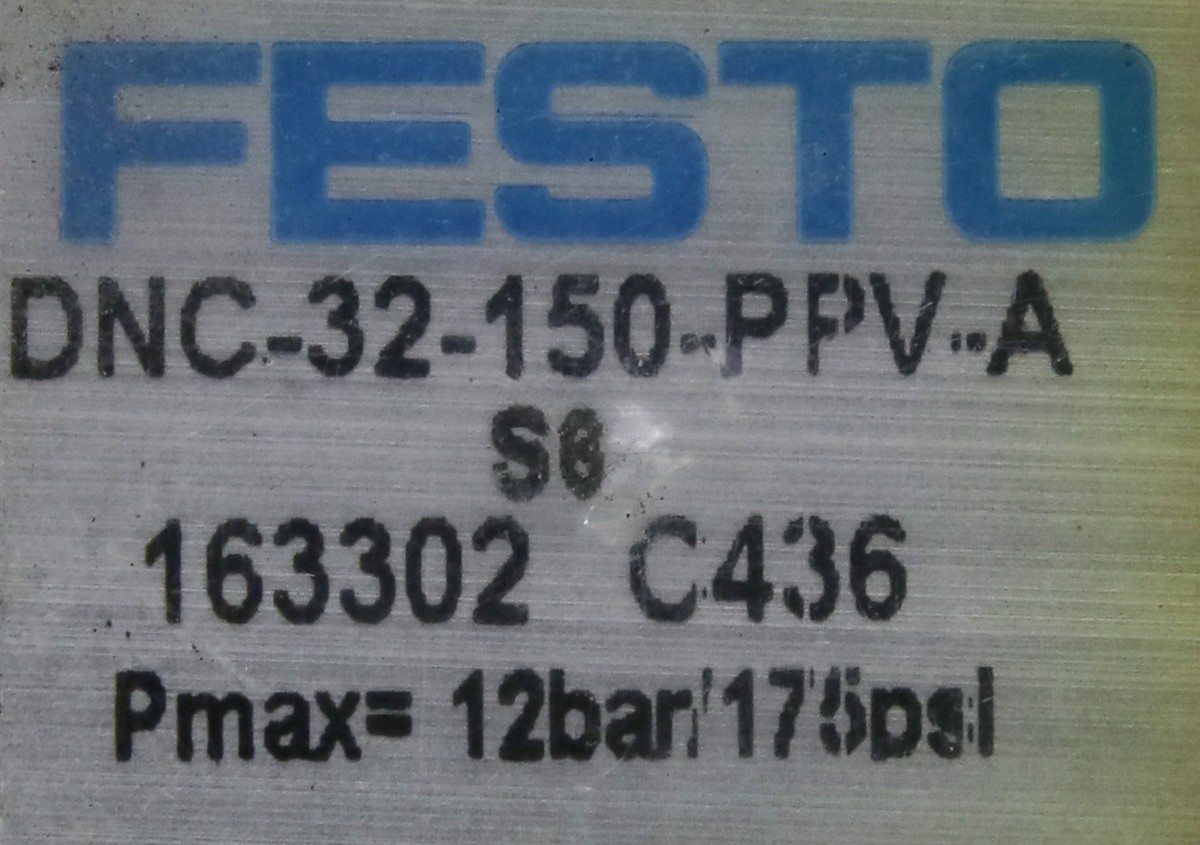 FESTO
DNC-32-150-PPV-A
S6
163302 C436
Pmax= 12bar/175psi